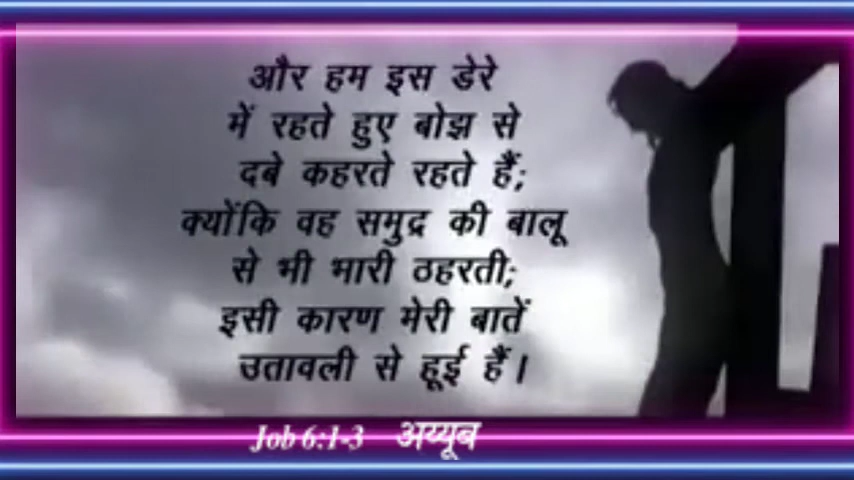 और हम इस डेरे
में रहते हुए बोझ से
दबे कहरते रहते हैं;
क्योंकि वह समुद्र की बालू
से भी भारी ठहरती;
इसी कारण मेरी बातें
उतावली से हूई हैं।
Job 6:1-3 अय्यूब